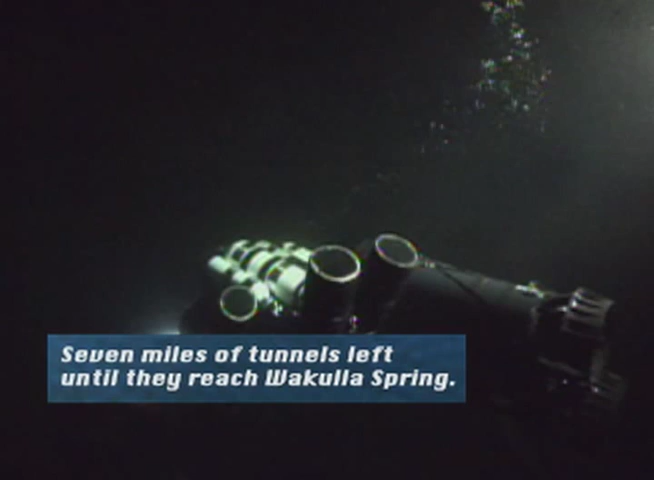 Seven miles of tunnels left
until they reach Wakulla Spring.